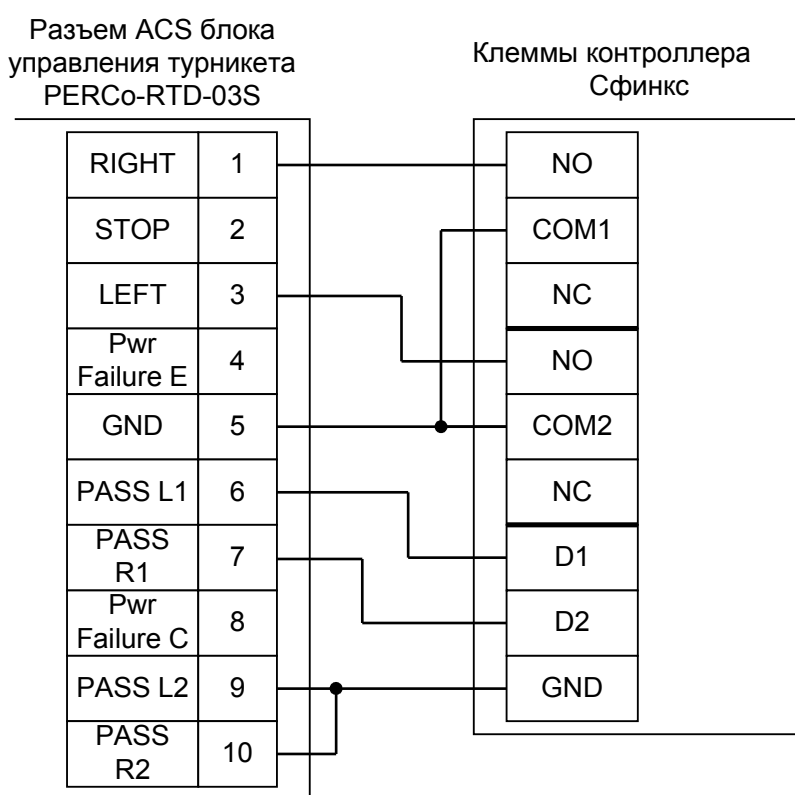 Разъем ACS блока
управления турникета
PERCo-RTD-03S
Клеммы контроллера
Сфинкс
RIGHT 1
STOP 2
LEFT 3
Pwr
Failure E 4
GND 5
PASS L1 6
PASS
R1 7
Pwr
Failure C 8
PASS L2 9
PASS
R2 10
NO
COM1
NC
NO
COM2
NC
D1
D2
GND